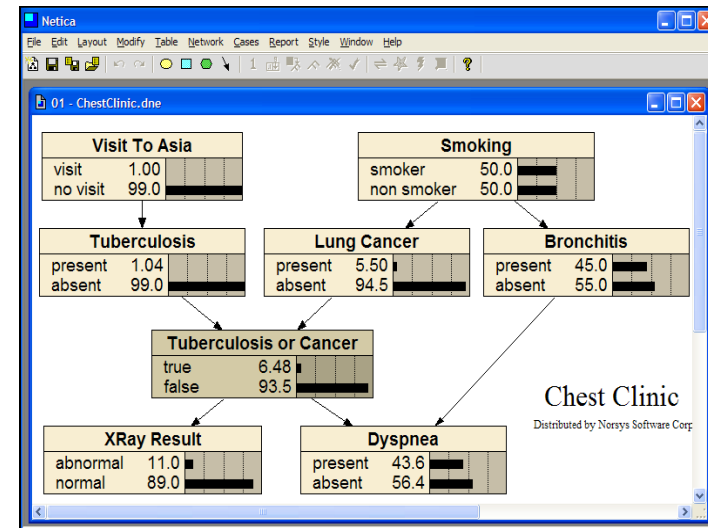 Netica
File Edit Layout Modify Table Network Cases Report Style Window Help
1 ?
01 - ChestClinic.dne
Visit To Asia
visit 1.00
no visit 99.0
Smoking
smoker 50.0
non smoker 50.0
Tuberculosis
present 1.04
absent 99.0
Lung Cancer
present 5.50
absent 94.5
Bronchitis
present 45.0
absent 55.0
Tuberculosis or Cancer
true 6.48
false 93.5
Chest Clinic
Distributed by Norsys Software Corp
XRay Result
abnormal 11.0
normal 89.0
Dyspnea
present 43.6
absent 56.4